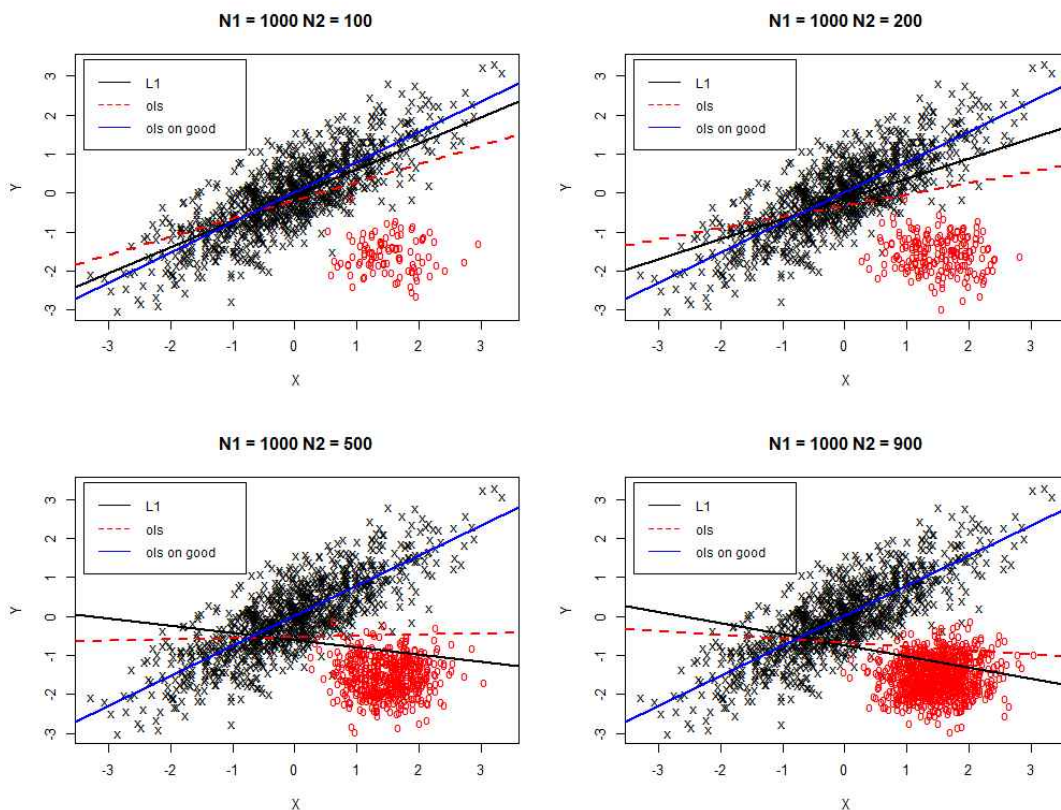 N1 = 1000 N2 = 100
L1
ols
ols on good
3
2
1
0
-1
-2
-3
Y
-3 -2 -1 0 1 2 3
X
N1 = 1000 N2 = 200
L1
ols
ols on good
3
2
1
0
-1
-2
-3
Y
-3 -2 -1 0 1 2 3
X
N1 = 1000 N2 = 500
L1
ols
ols on good
3
2
1
0
-1
-2
-3
Y
-3 -2 -1 0 1 2 3
X
N1 = 1000 N2 = 900
L1
ols
ols on good
3
2
1
0
-1
-2
-3
Y
-3 -2 -1 0 1 2 3
X